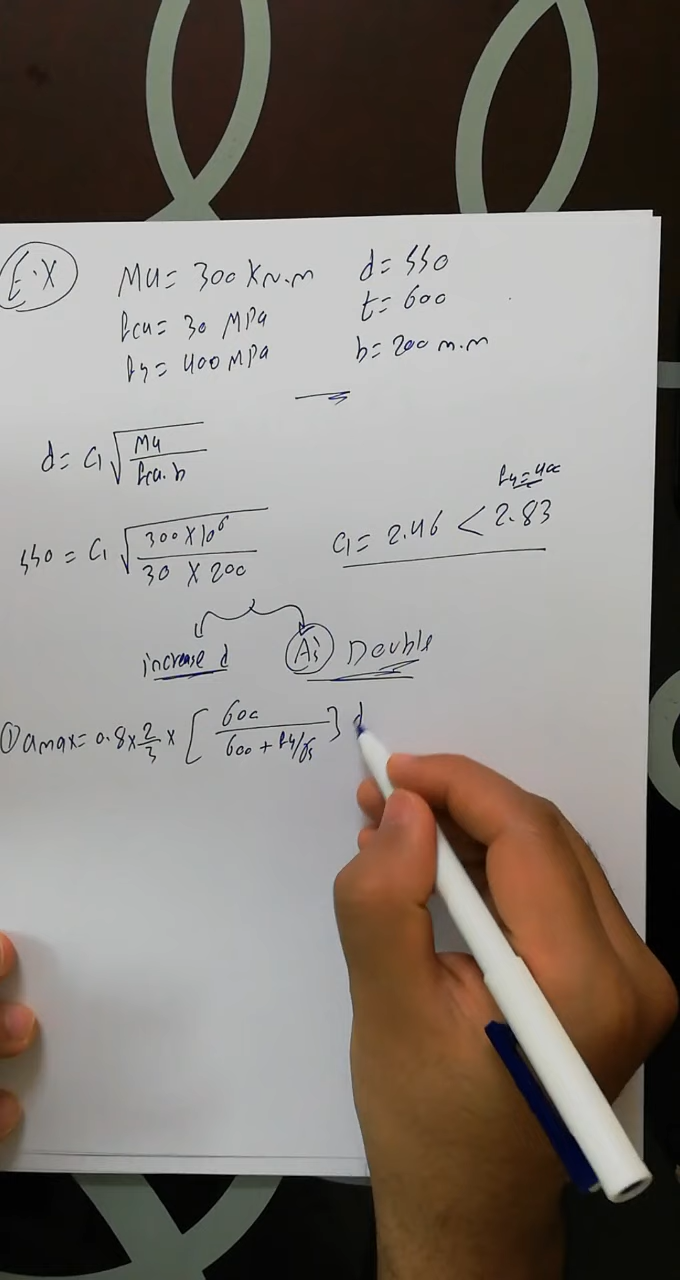 E.X
Mu = 300 KN.m
d = 550
fcu = 30 MPa
t = 600
fy = 400 MPa
b = 200 m.m
d = C1 √(Mu / fcu.b)
550 = C1 √(300 X 10^6 / 30 X 200)
fy = 400
C1 = 2.46 < 2.83
increase d
As' Double
① amax = 0.8 x 2/3 x [600 / 600 + fy/γs] d